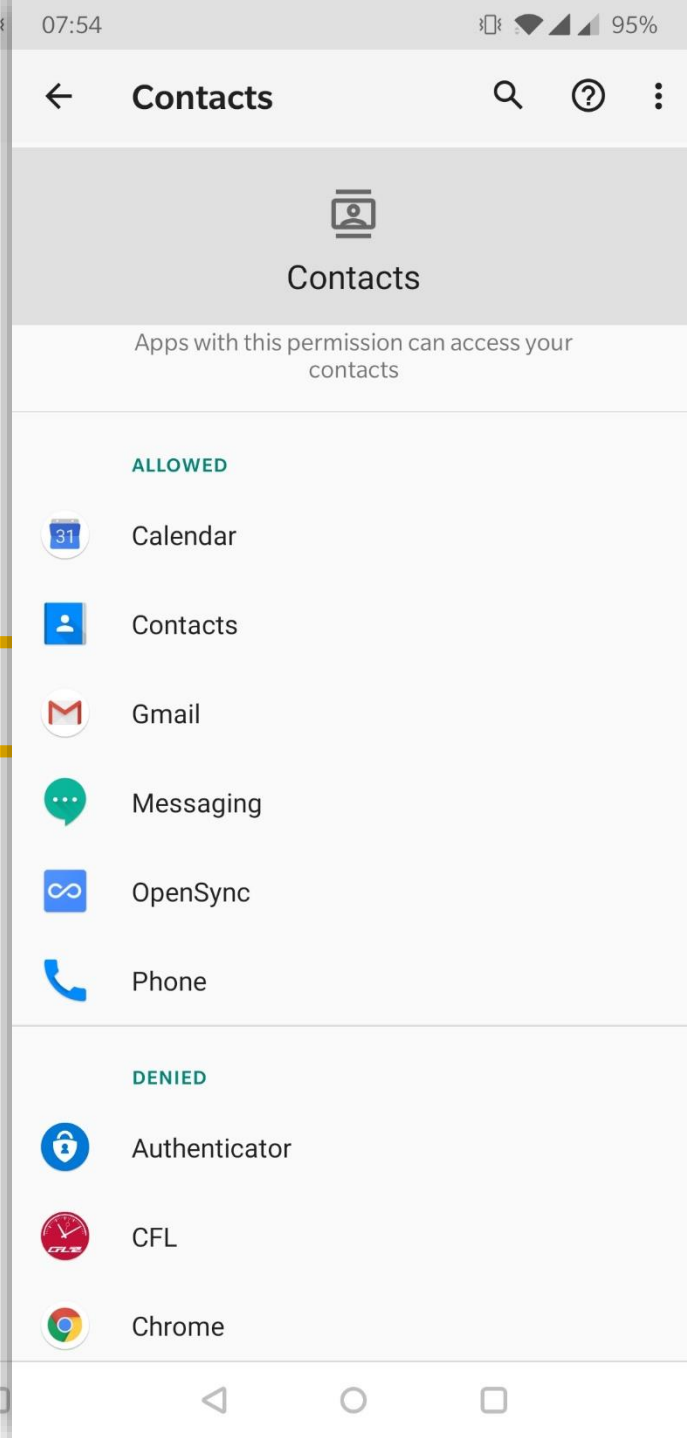 07:54
95%
Contacts
Contacts
Apps with this permission can access your
contacts
ALLOWED
31
Calendar
Contacts
Gmail
Messaging
OpenSync
Phone
DENIED
Authenticator
CFL
CFL
Chrome